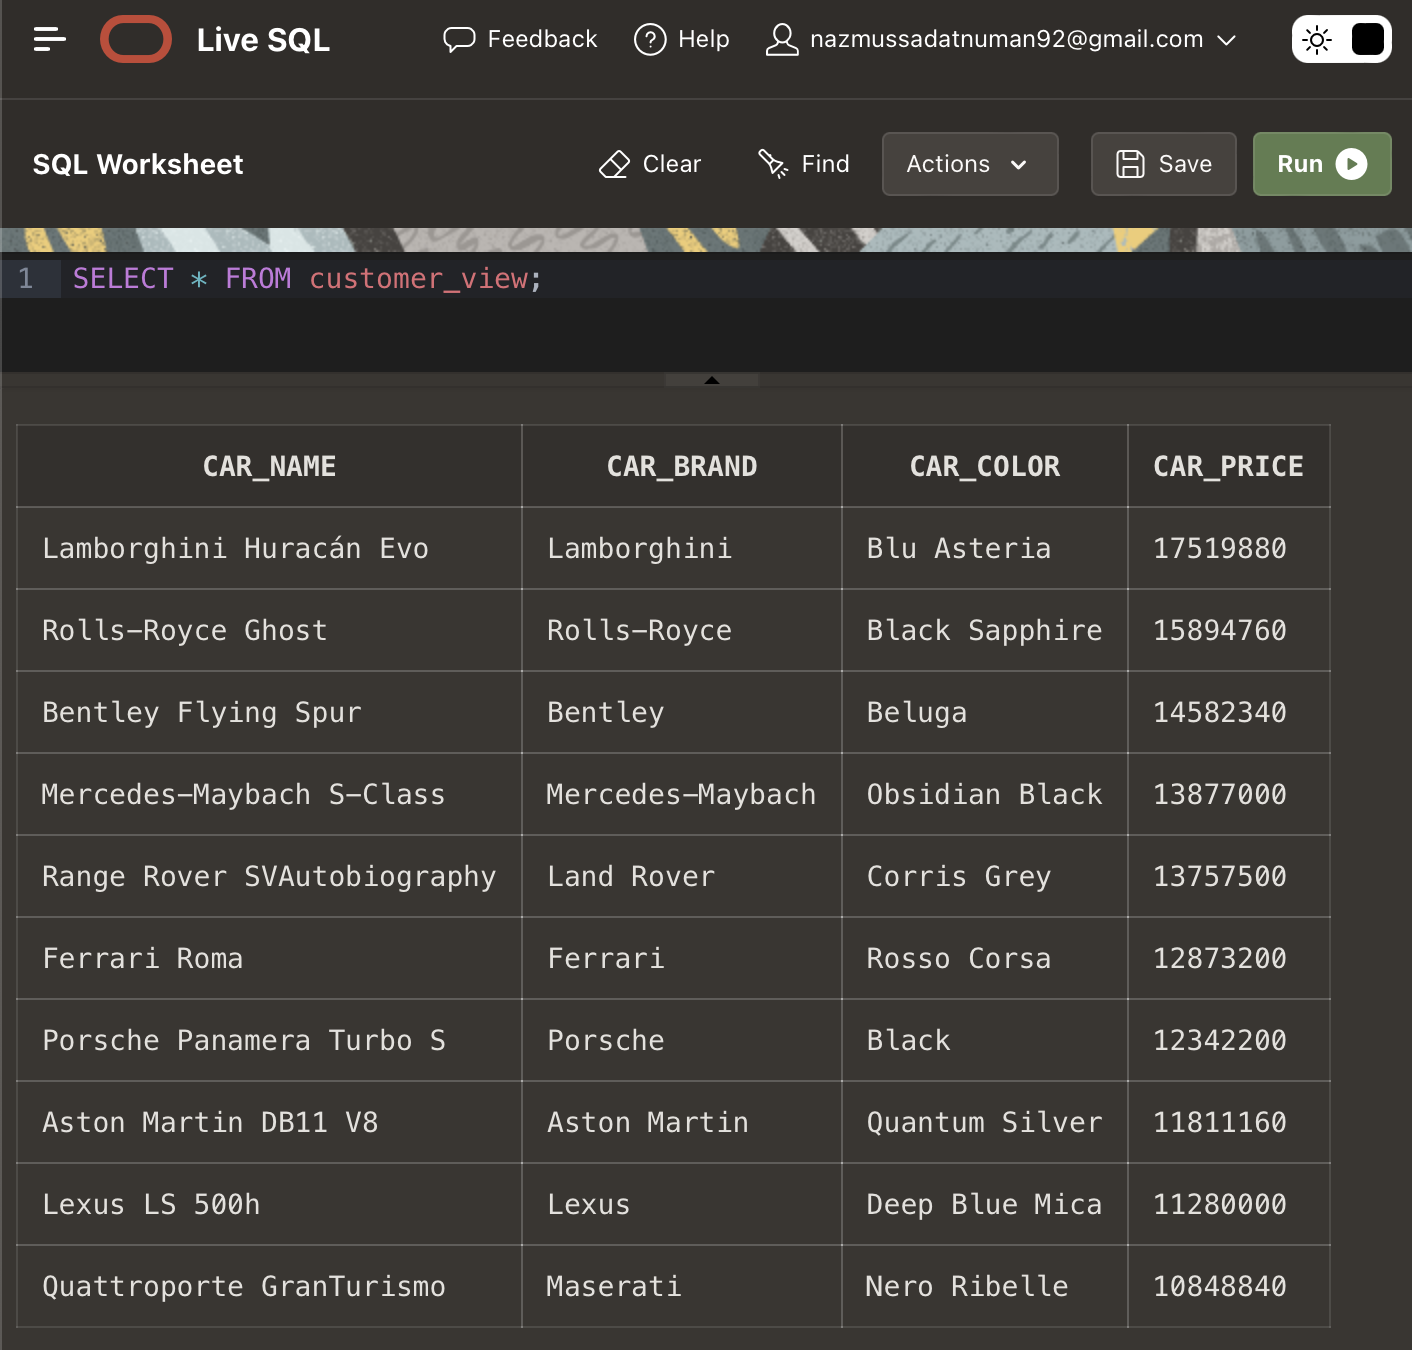 Live SQL Feedback Help nazmussadatnuman92@gmail.com
SQL Worksheet Clear Find Actions Save Run
1 SELECT * FROM customer_view;
CAR_NAME CAR_BRAND CAR_COLOR CAR_PRICE
Lamborghini Huracán Evo Lamborghini Blu Asteria 17519880
Rolls-Royce Ghost Rolls-Royce Black Sapphire 15894760
Bentley Flying Spur Bentley Beluga 14582340
Mercedes-Maybach S-Class Mercedes-Maybach Obsidian Black 13877000
Range Rover SVAutobiography Land Rover Corris Grey 13757500
Ferrari Roma Ferrari Rosso Corsa 12873200
Porsche Panamera Turbo S Porsche Black 12342200
Aston Martin DB11 V8 Aston Martin Quantum Silver 11811160
Lexus LS 500h Lexus Deep Blue Mica 11280000
Quattroporte GranTurismo Maserati Nero Ribelle 10848840